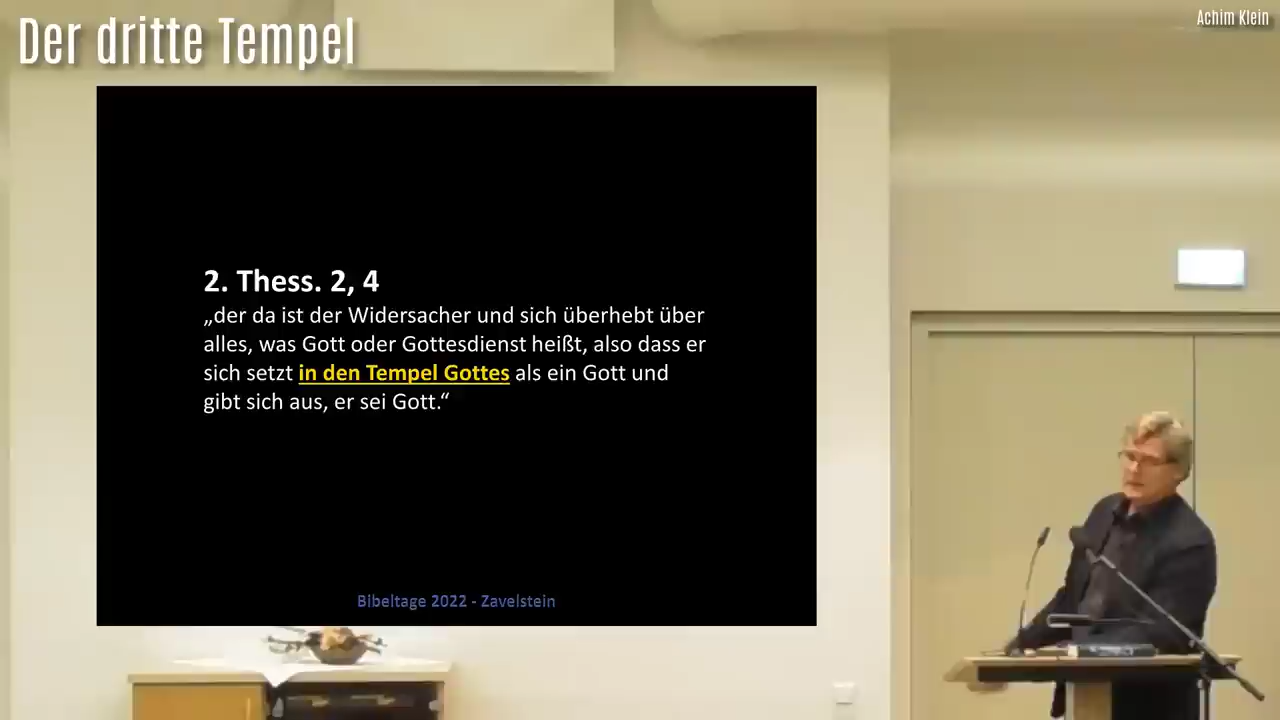 Der dritte Tempel
Achim Klein
2. Thess. 2, 4
„der da ist der Widersacher und sich überhebt über
alles, was Gott oder Gottesdienst heißt, also dass er
sich setzt in den Tempel Gottes als ein Gott und
gibt sich aus, er sei Gott.“
Bibeltage 2022 - Zavelstein